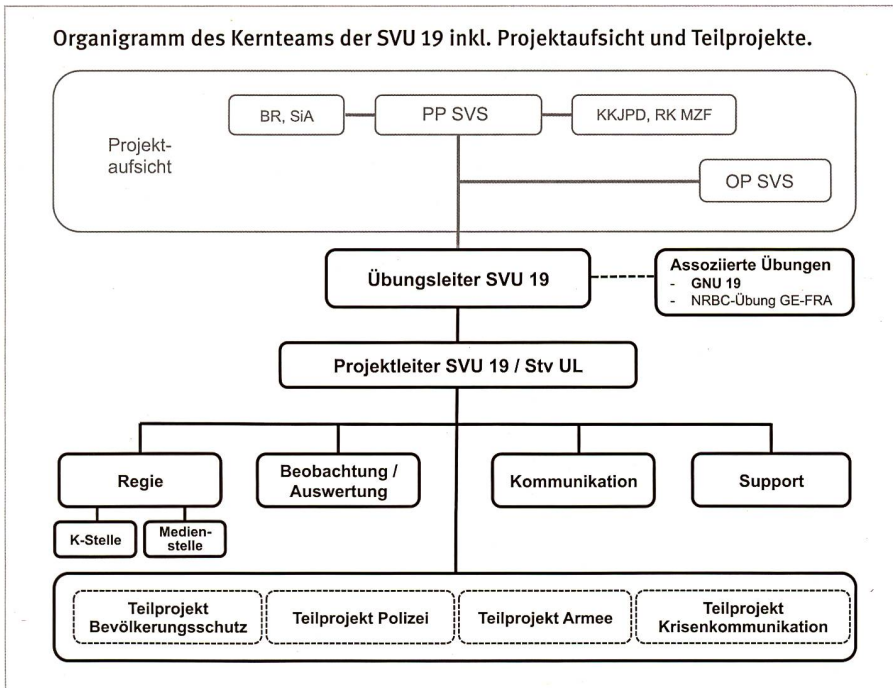 Organigramm des Kernteams der SVU 19 inkl. Projektaufsicht und Teilprojekte.
Projekt-
aufsicht
BR, SiA
PP SVS
KKJPD, RK MZF
OP SVS
Übungsleiter SVU 19
Assoziierte Übungen
- GNU 19
- NRBC-Übung GE-FRA
Projektleiter SVU 19 / Stv UL
Regie
Beobachtung /
Auswertung
Kommunikation
Support
K-Stelle
Medien-
stelle
Teilprojekt
Bevölkerungsschutz
Teilprojekt Polizei
Teilprojekt Armee
Teilprojekt
Krisenkommunikation